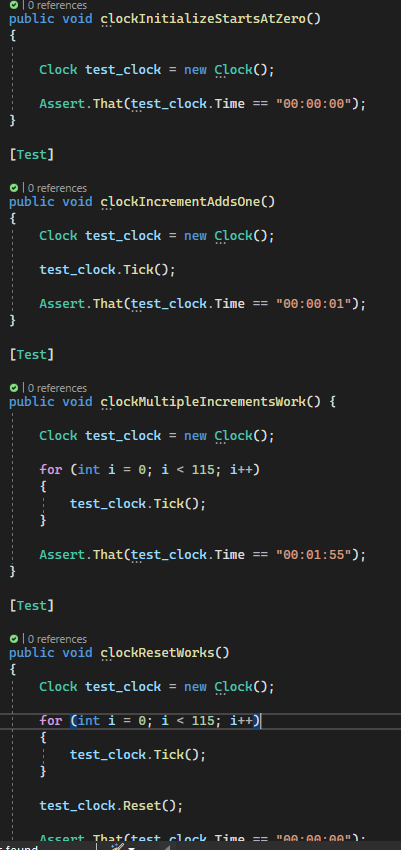 0 references
public void clockInitializeStartsAtZero()
{
Clock test_clock = new Clock();
Assert.That(test_clock.Time == "00:00:00");
}
[Test]
0 references
public void clockIncrementAddsOne()
{
Clock test_clock = new Clock();
test_clock.Tick();
Assert.That(test_clock.Time == "00:00:01");
}
[Test]
0 references
public void clockMultipleIncrementsWork() {
Clock test_clock = new Clock();
for (int i = 0; i < 115; i++)
{
test_clock.Tick();
}
Assert.That(test_clock.Time == "00:01:55");
}
[Test]
0 references
public void clockResetWorks()
{
Clock test_clock = new Clock();
for (int i = 0; i < 115; i++)
{
test_clock.Tick();
}
test_clock.Reset();
Assert.That(test_clock.Time == "00:00:00");
found